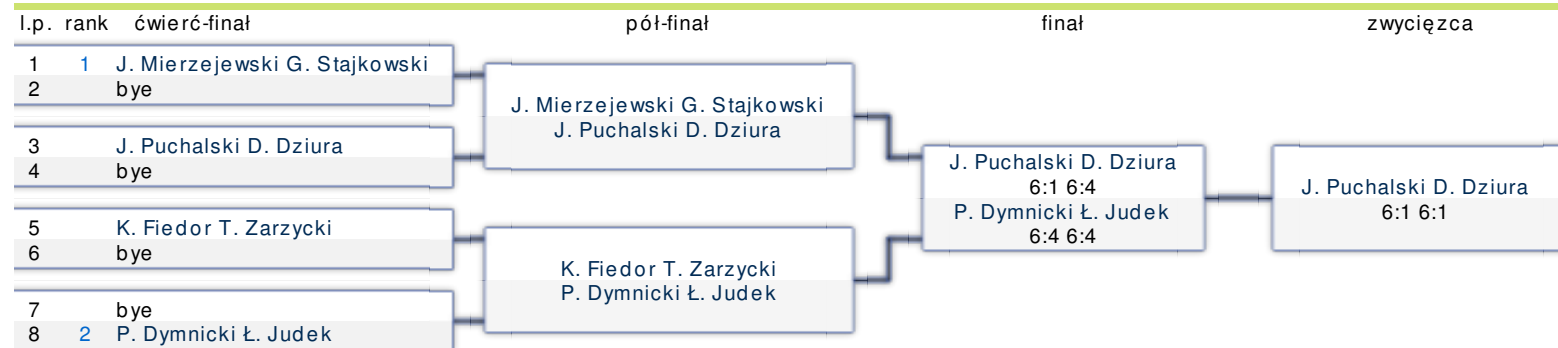 l.p. rank ćwierć-finał pół-finał finał zwycięzca
1 1 J. Mierzejewski G. Stajkowski
2 bye
3 J. Puchalski D. Dziura
4 bye
5 K. Fiedor T. Zarzycki
6 bye
7 bye
8 2 P. Dymnicki Ł. Judek
J. Mierzejewski G. Stajkowski
J. Puchalski D. Dziura
K. Fiedor T. Zarzycki
P. Dymnicki Ł. Judek
J. Puchalski D. Dziura
6:1 6:4
P. Dymnicki Ł. Judek
6:4 6:4
J. Puchalski D. Dziura
6:1 6:1